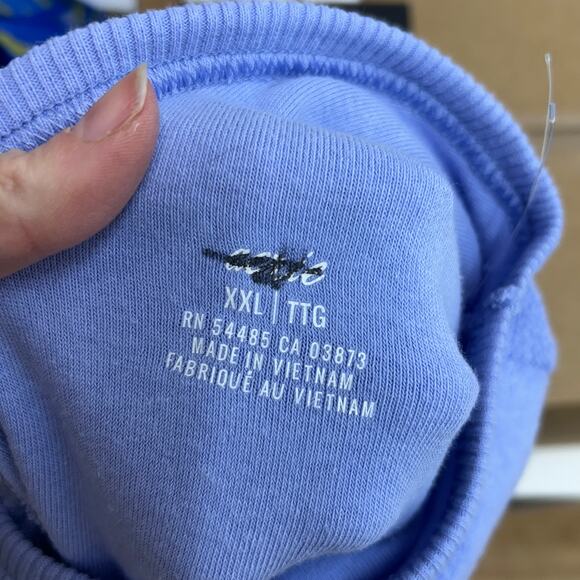 XXL | TTG
RN 54485 CA 03873
MADE IN VIETNAM
FABRIQUÉ AU VIETNAM